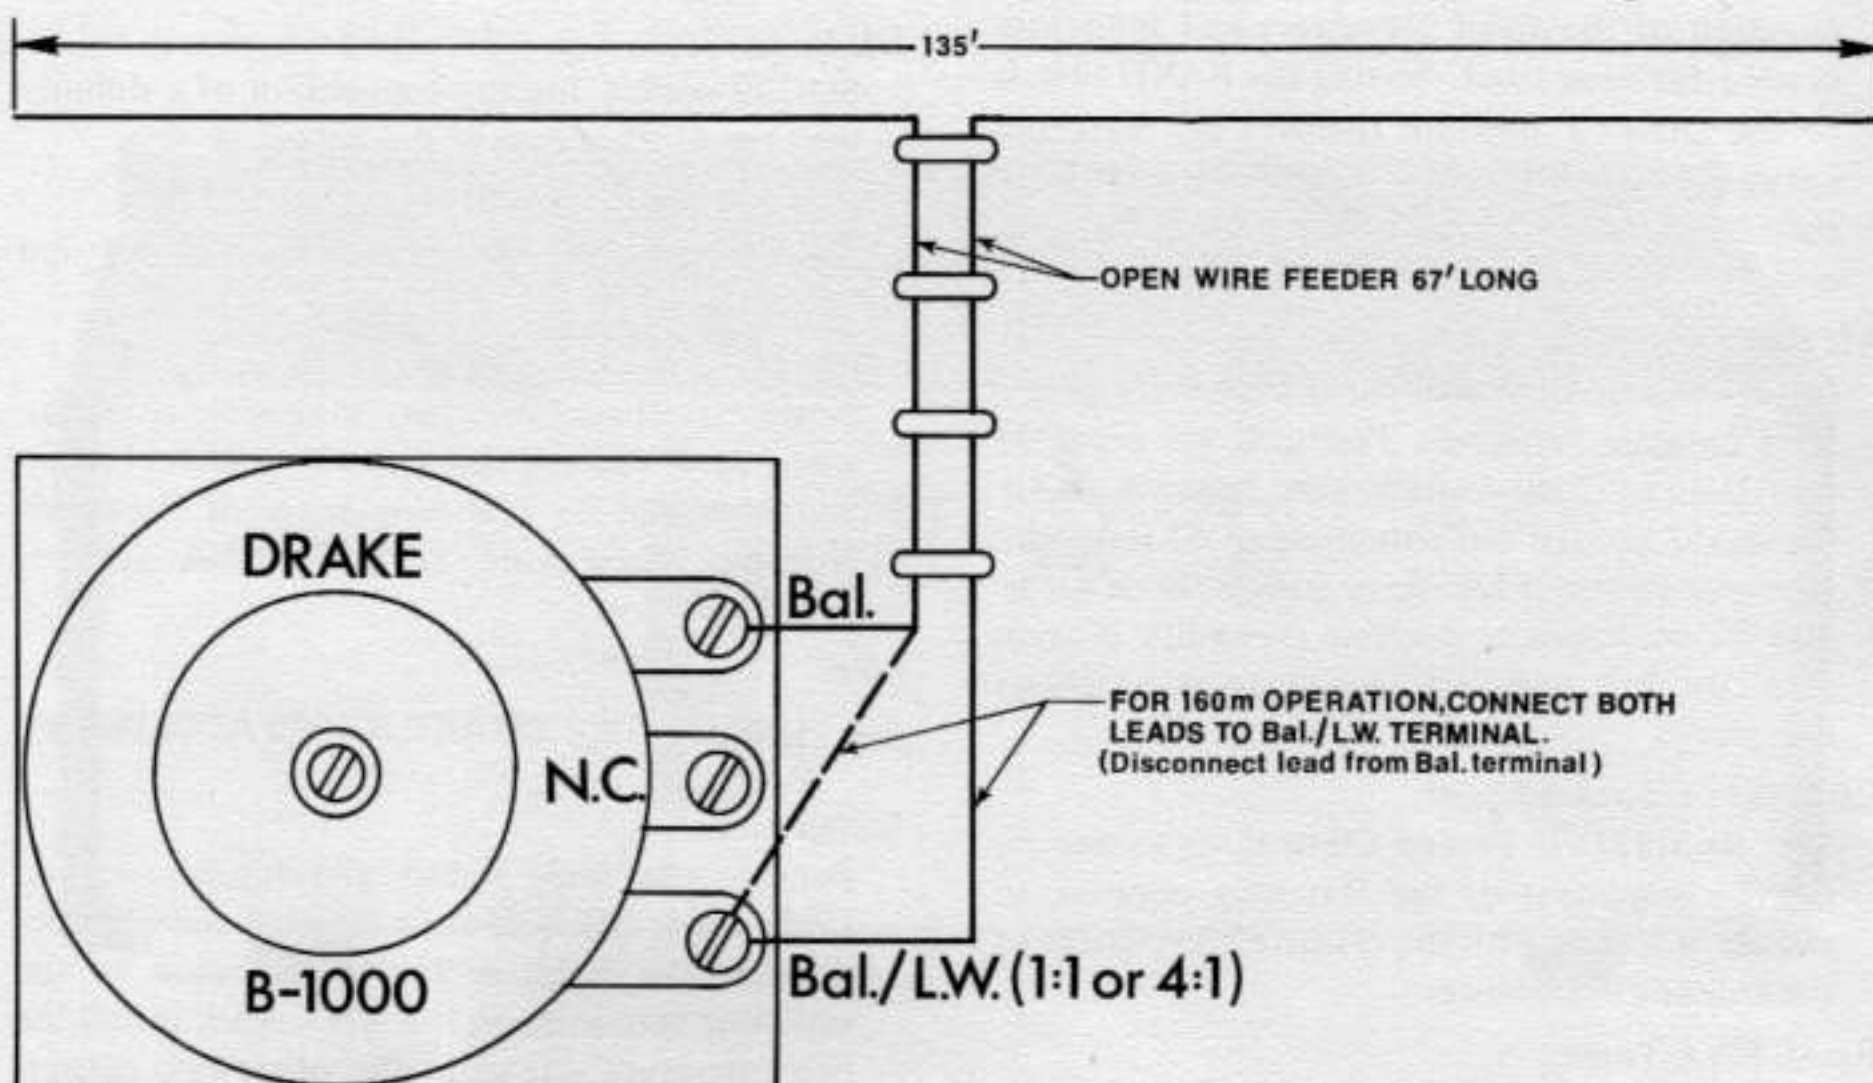 135'
OPEN WIRE FEEDER 67' LONG
DRAKE
Bal.
FOR 160m OPERATION, CONNECT BOTH
LEADS TO Bal./L.W. TERMINAL.
(Disconnect lead from Bal. terminal)
N.C.
B-1000
Bal./L.W. (1:1 or 4:1)